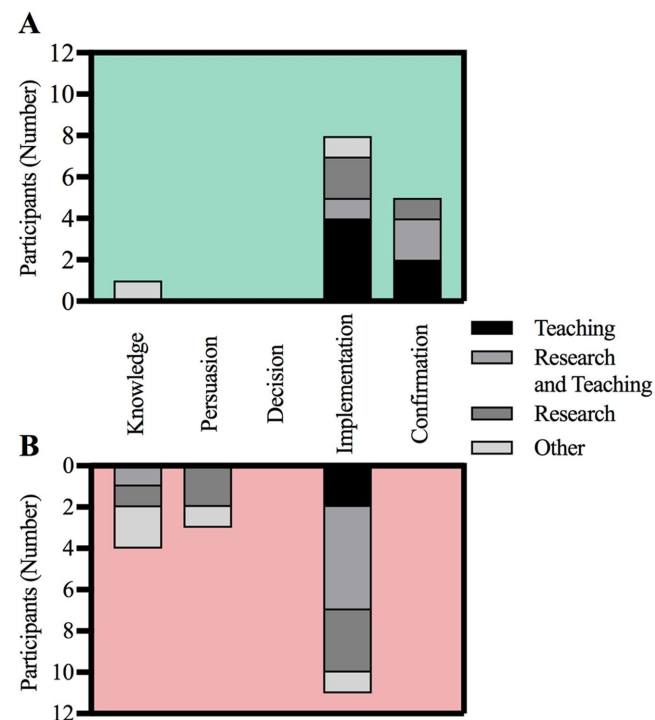 A
12
10
8
6
4
2
0
Participants (Number)
Knowledge
Persuasion
Decision
Implementation
Confirmation
Teaching
Research
and Teaching
Research
Other
B
0
2
4
6
8
10
12
Participants (Number)